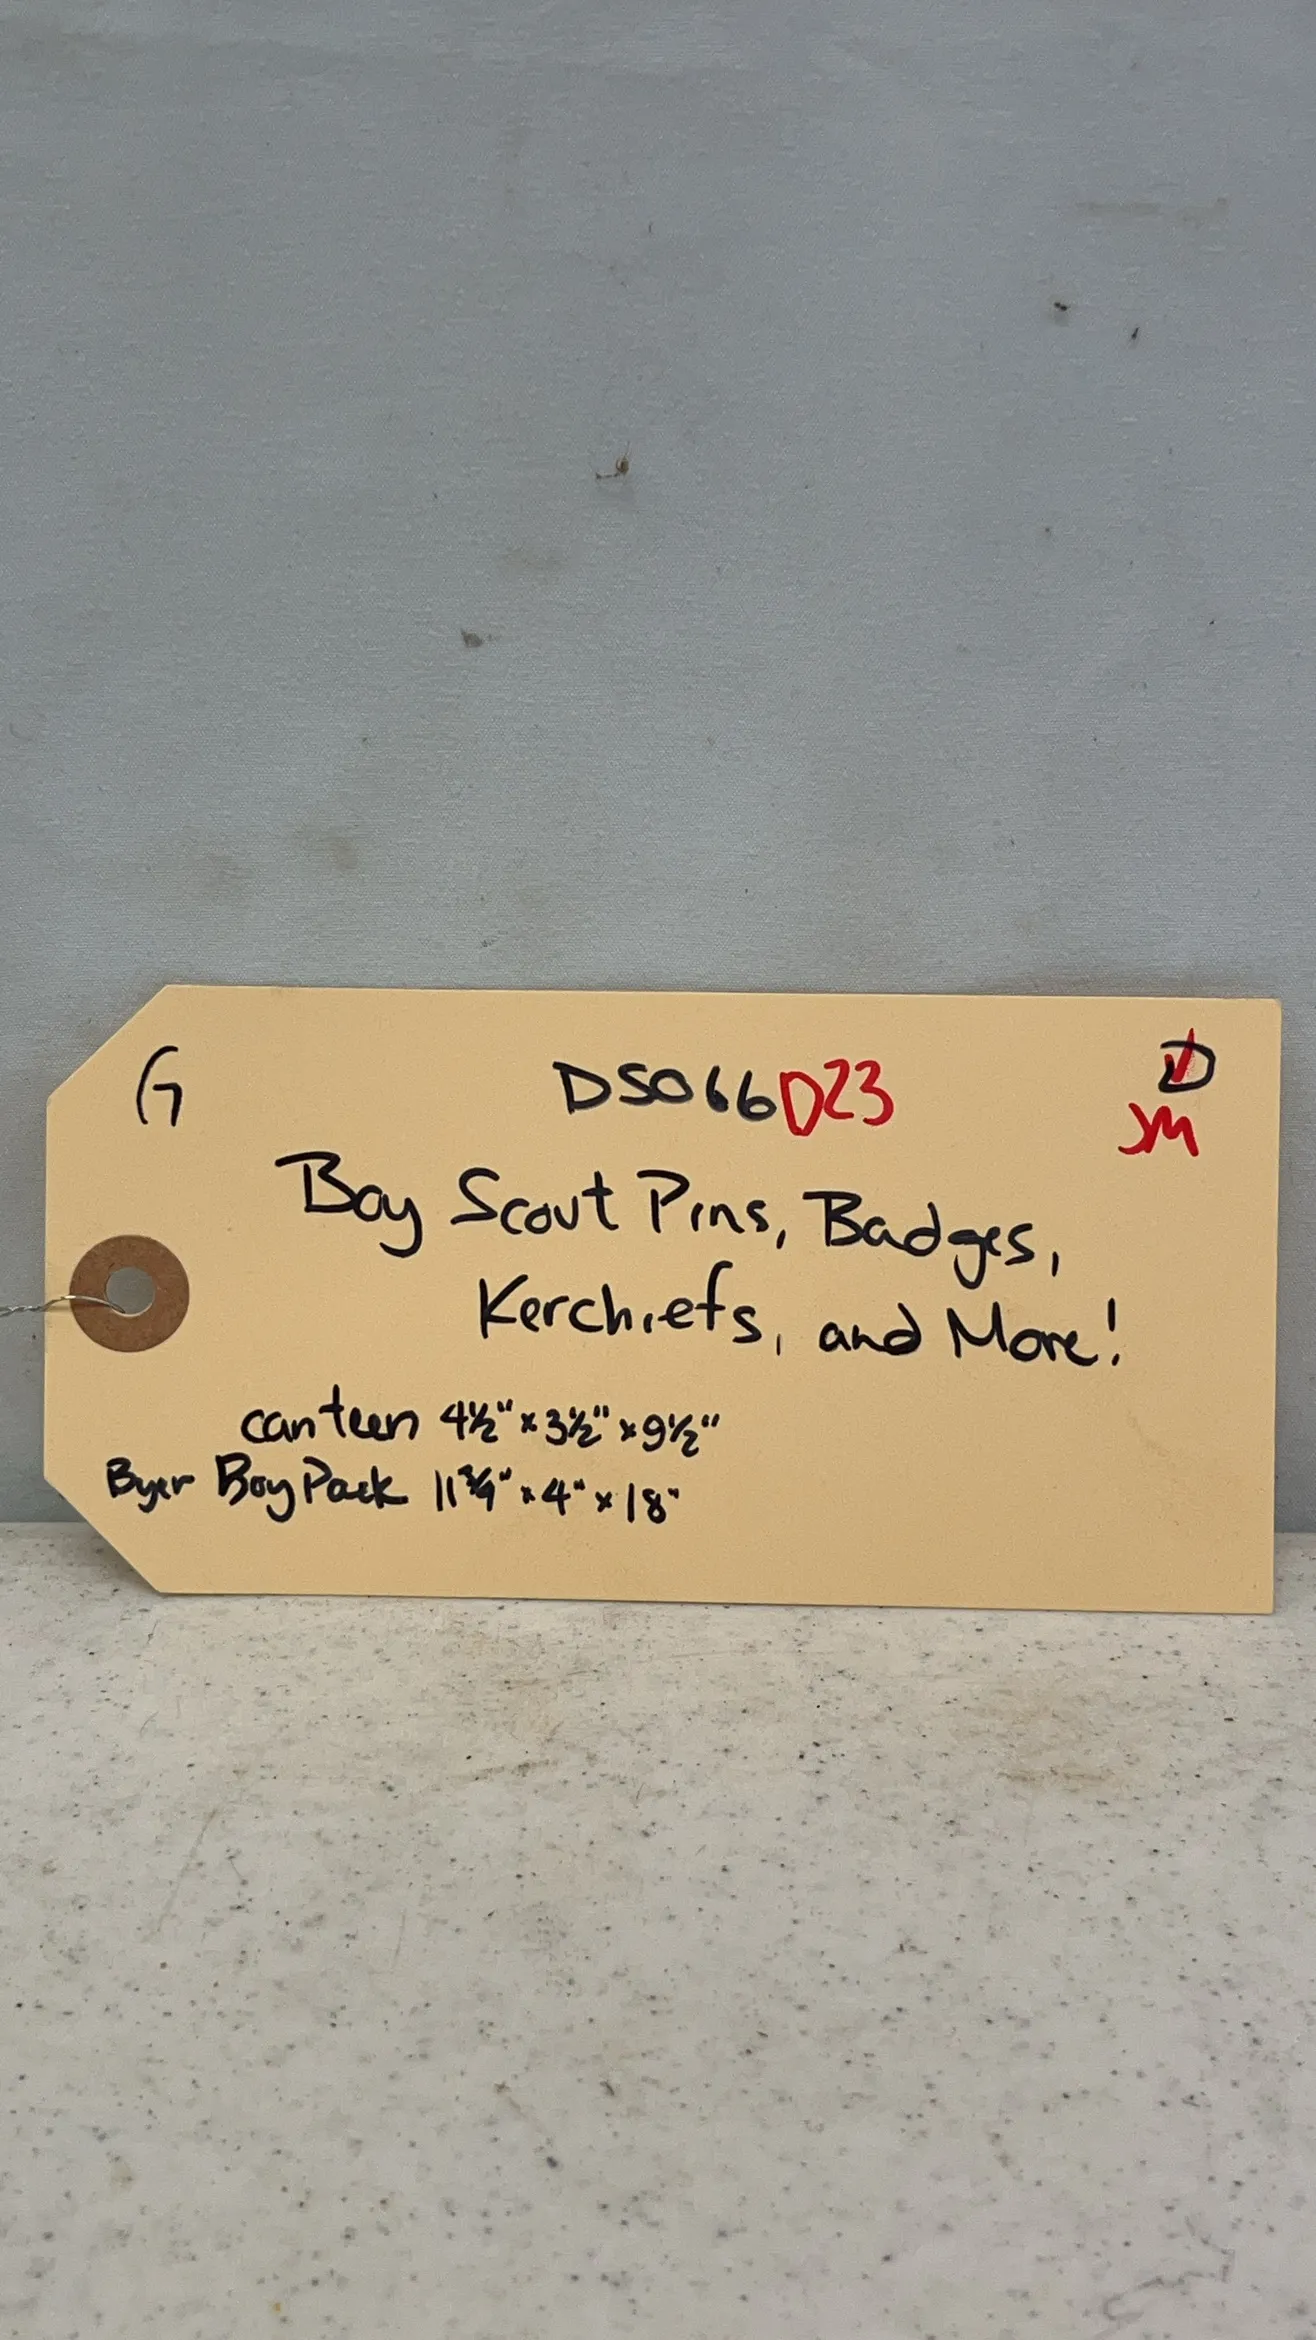 G DS066D23 D
JM
Boy Scout Pins, Badges,
Kerchiefs, and More!
canteen 4½" x 3½" x 9½"
Byer Boy Pack 11¾" x 4" x 18"